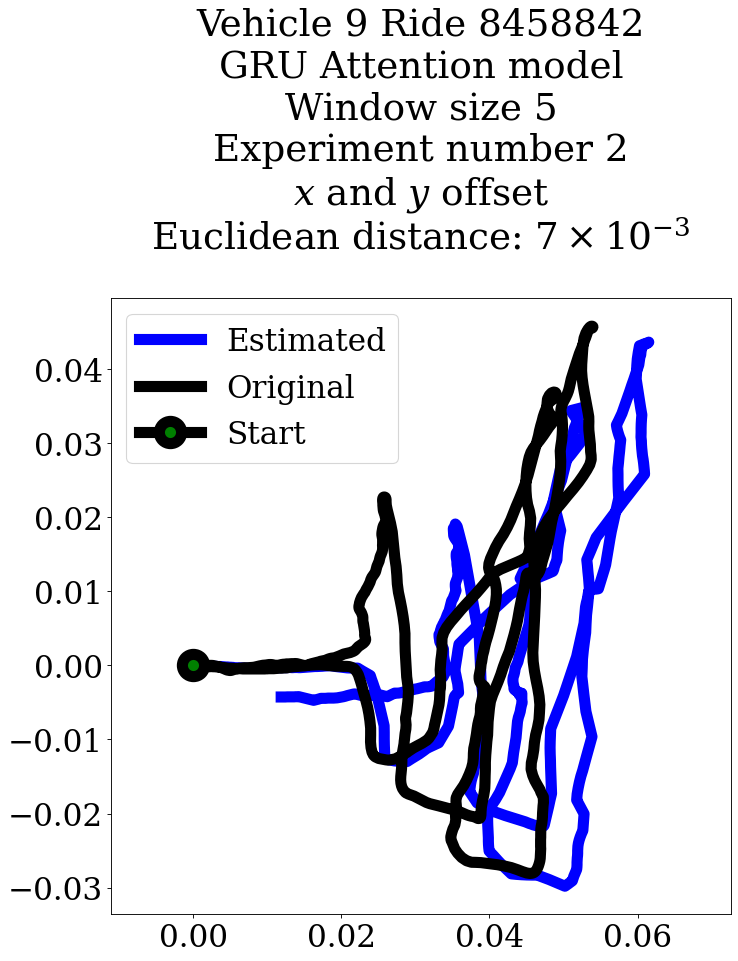 Vehicle 9 Ride 8458842
GRU Attention model
Window size 5
Experiment number 2
x and y offset
Euclidean distance: 7 × 10⁻³
Estimated
Original
Start
0.04
0.03
0.02
0.01
0.00
−0.01
−0.02
−0.03
0.00 0.02 0.04 0.06